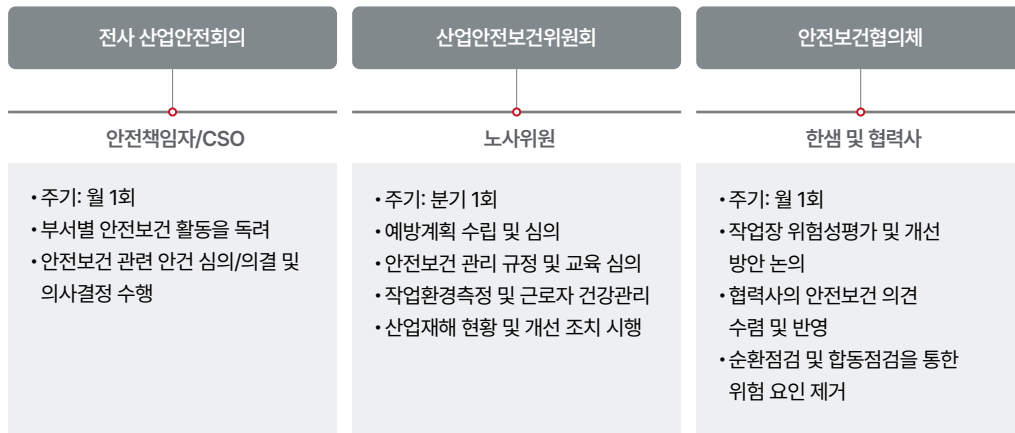 전사 산업안전회의
안전책임자/CSO
• 주기: 월 1회
• 부서별 안전보건 활동을 독려
• 안전보건 관련 안건 심의/의결 및
의사결정 수행
산업안전보건위원회
노사위원
• 주기: 분기 1회
• 예방계획 수립 및 심의
• 안전보건 관리 규정 및 교육 심의
• 작업환경측정 및 근로자 건강관리
• 산업재해 현황 및 개선 조치 시행
안전보건협의체
한샘 및 협력사
• 주기: 월 1회
• 작업장 위험성평가 및 개선
방안 논의
• 협력사의 안전보건 의견
수렴 및 반영
• 순환점검 및 합동점검을 통한
위험 요인 제거